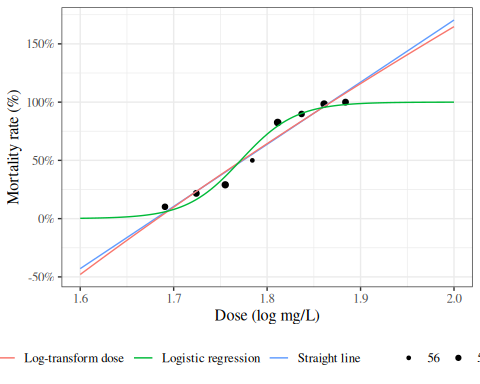 150%
100%
50%
0%
-50%
Mortality rate (%)
1.6 1.7 1.8 1.9 2.0
Dose (log mg/L)
Log-transform dose Logistic regression Straight line 56